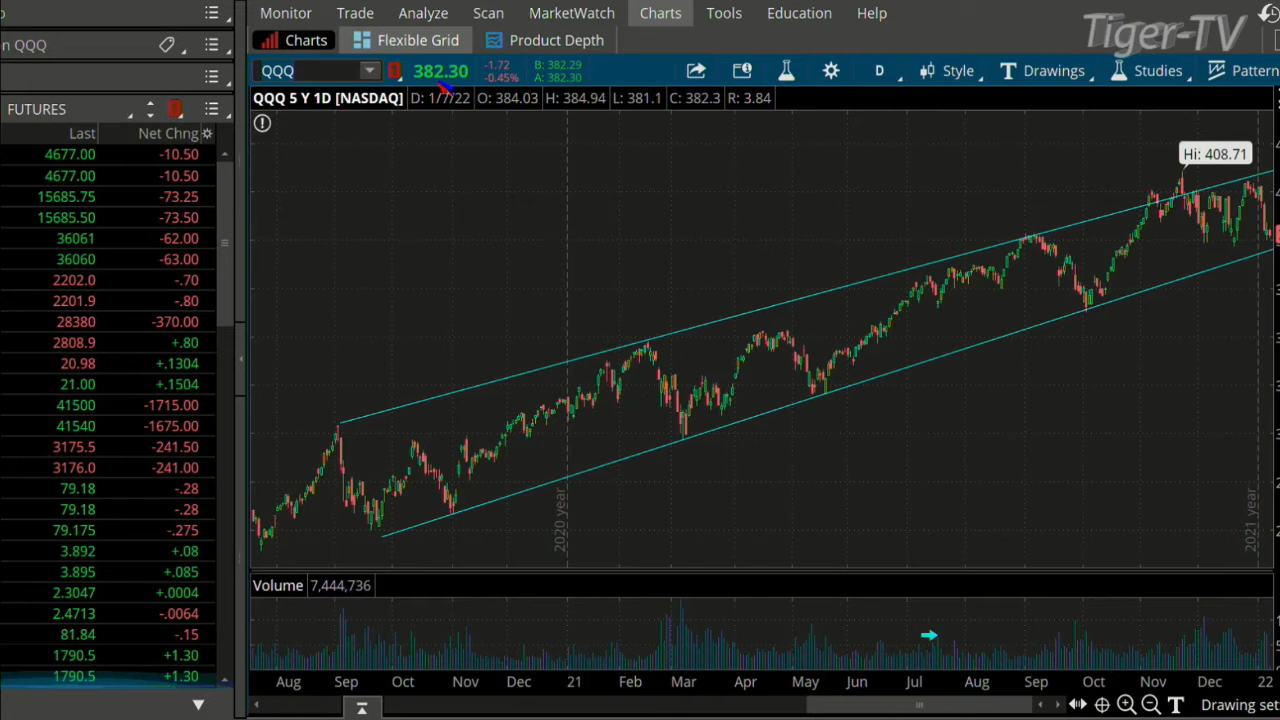 Monitor Trade Analyze Scan MarketWatch Charts Tools Education Help
Tiger-TV
on QQQ
Charts Flexible Grid Product Depth
QQQ 382.30 -1.72 -0.45% B: 382.29 A: 382.30 D Style Drawings Studies Pattern
FUTURES
QQQ 5 Y 1D [NASDAQ] D: 1/7/22 O: 384.03 H: 384.94 L: 381.1 C: 382.3 R: 3.84
Last Net Chng
4677.00 -10.50
4677.00 -10.50
15685.75 -73.25
15685.50 -73.50
36061 -62.00
36060 -63.00
2202.0 -.70
2201.9 -.80
28380 -370.00
2808.9 +.80
20.98 +.1304
21.00 +.1504
41500 -1715.00
41540 -1675.00
3175.5 -241.50
3176.0 -241.00
79.18 -.28
79.18 -.28
79.175 -.275
3.892 +.08
3.895 +.085
2.3047 +.0004
2.4713 -.0064
81.84 -.15
1790.5 +1.30
1790.5 +1.30
Hi: 408.71
2020 year
2021 year
Volume 7,444,736
Aug Sep Oct Nov Dec 21 Feb Mar Apr May Jun Jul Aug Sep Oct Nov Dec 22
Drawing set